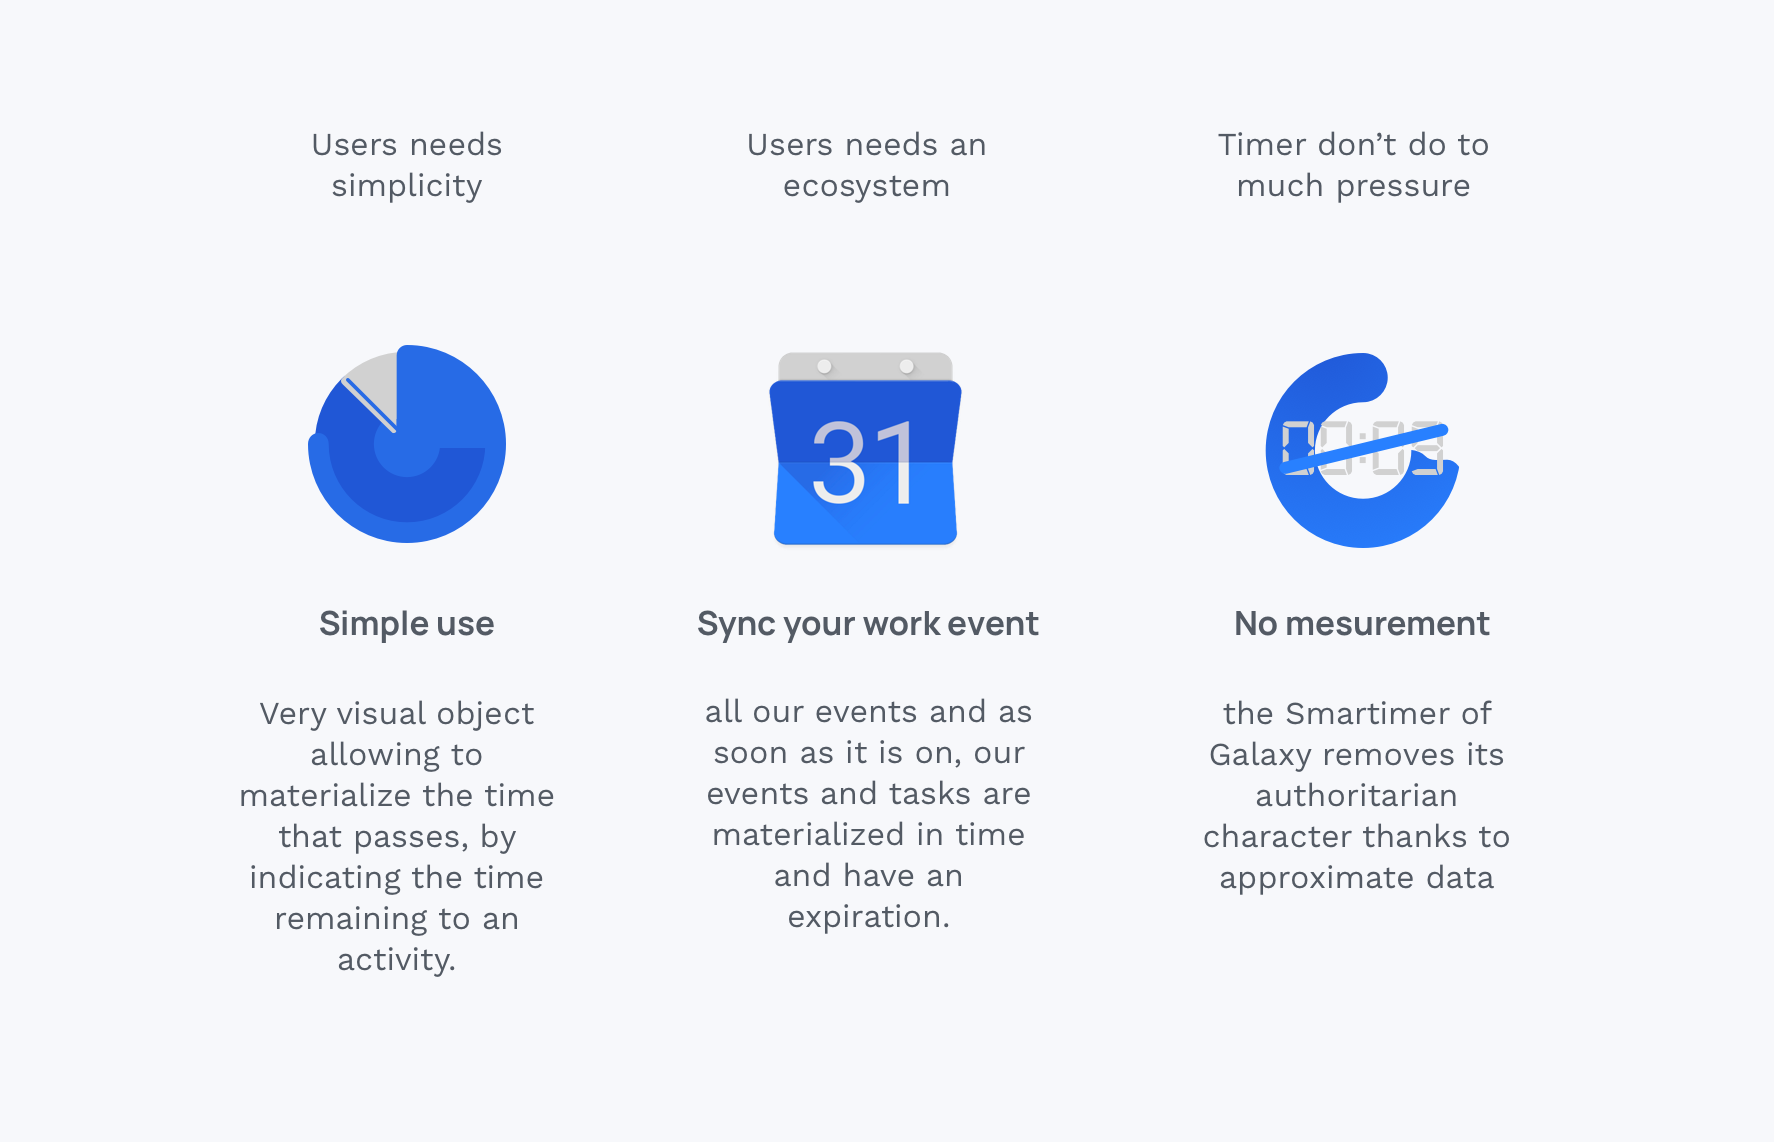 Users needs
simplicity
Users needs an
ecosystem
Timer don’t do to
much pressure
31
00:03
Simple use
Sync your work event
No mesurement
Very visual object
allowing to
materialize the time
that passes, by
indicating the time
remaining to an
activity.
all our events and as
soon as it is on, our
events and tasks are
materialized in time
and have an
expiration.
the Smartimer of
Galaxy removes its
authoritarian
character thanks to
approximate data